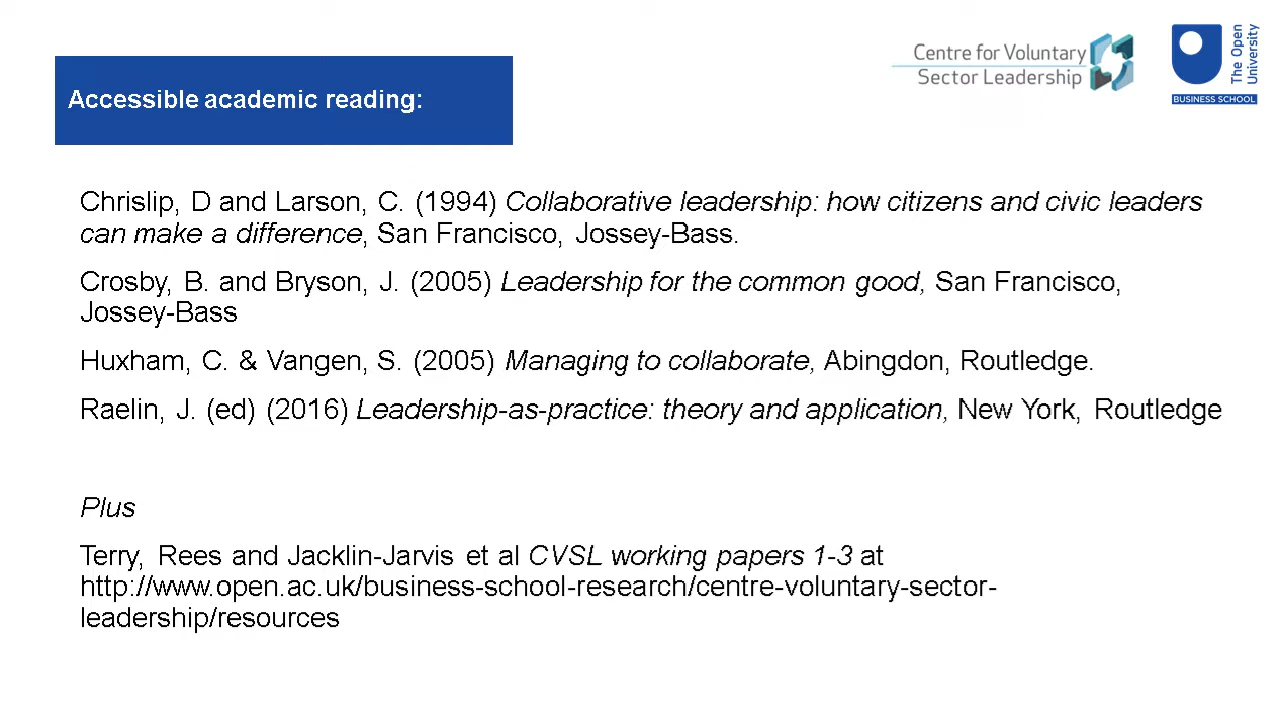 Centre for Voluntary
Sector Leadership
The Open
University
BUSINESS SCHOOL
Accessible academic reading:
Chrislip, D and Larson, C. (1994) Collaborative leadership: how citizens and civic leaders
can make a difference, San Francisco, Jossey-Bass.
Crosby, B. and Bryson, J. (2005) Leadership for the common good, San Francisco,
Jossey-Bass
Huxham, C. & Vangen, S. (2005) Managing to collaborate, Abingdon, Routledge.
Raelin, J. (ed) (2016) Leadership-as-practice: theory and application, New York, Routledge
Plus
Terry, Rees and Jacklin-Jarvis et al CVSL working papers 1-3 at
http://www.open.ac.uk/business-school-research/centre-voluntary-sector-
leadership/resources